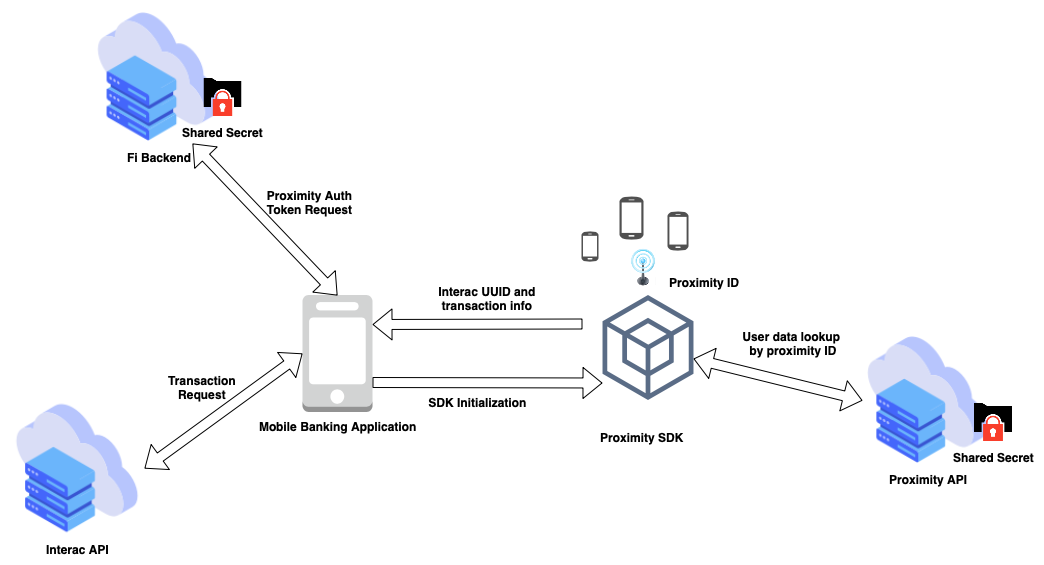 Shared Secret
Fi Backend
Proximity Auth
Token Request
Proximity ID
Interac UUID and
transaction info
User data lookup
by proximity ID
Transaction
Request
SDK Initialization
Mobile Banking Application
Proximity SDK
Shared Secret
Proximity API
Interac API